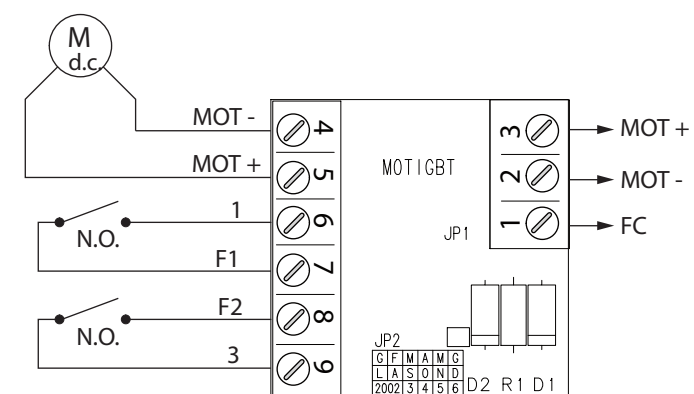 M
d.c.
MOT -
4
3
MOT +
MOT +
5
MOTIGBT
2
MOT -
1
6
1
FC
N.O.
JP1
F1
7
F2
8
N.O.
JP2
3
9
G F M A M G
L A S O N D
2002 3 4 5 6
D2 R1 D1